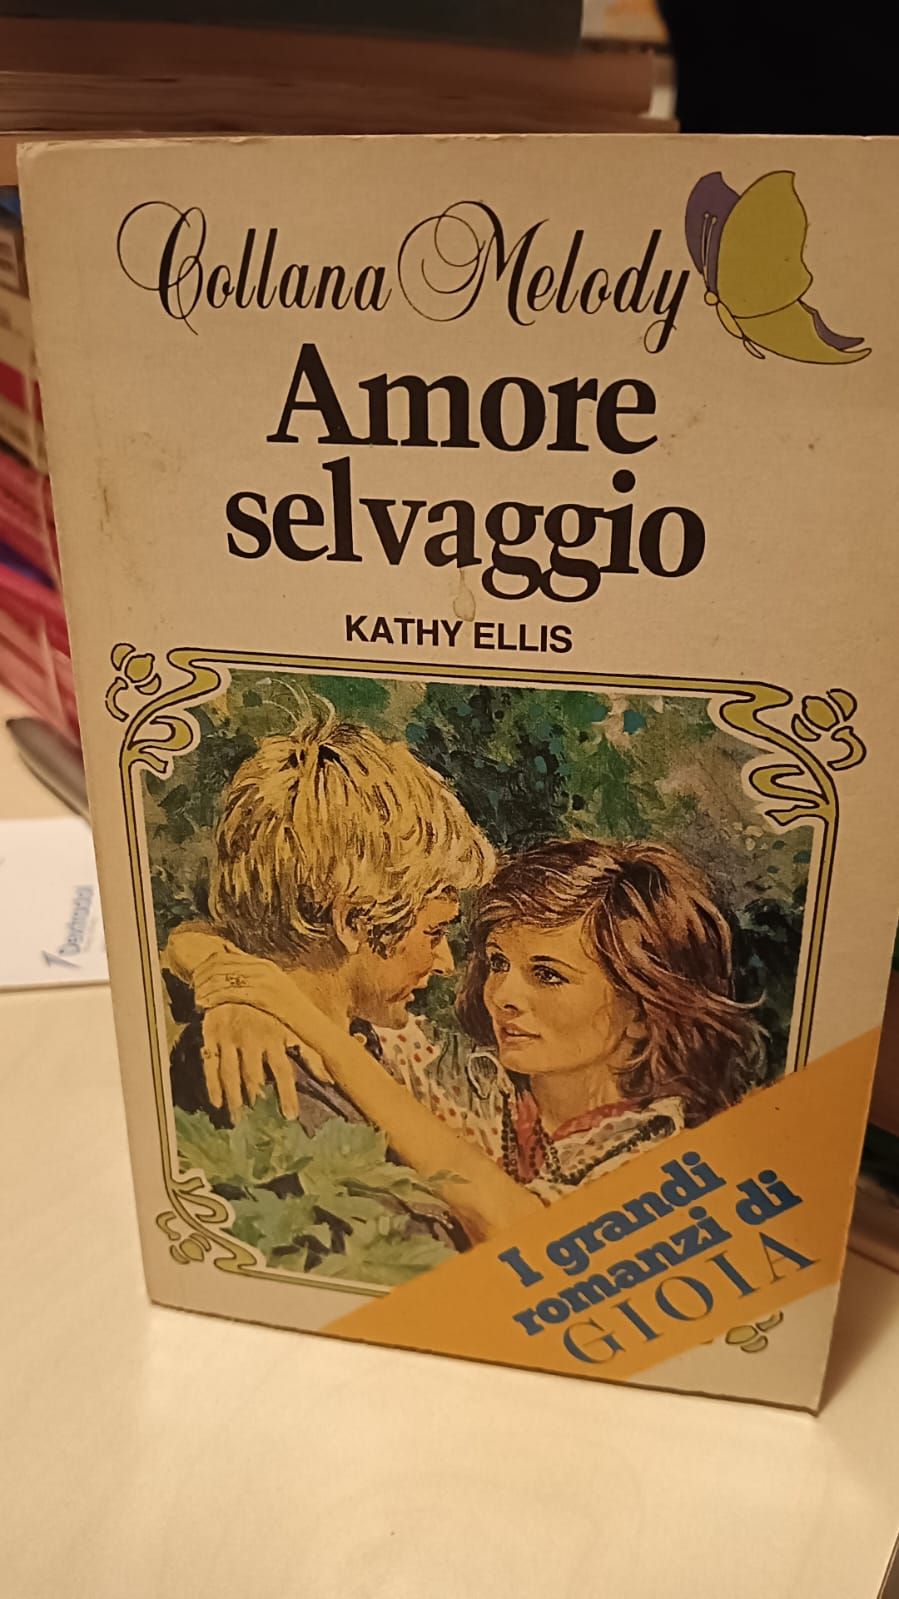 Collana Melody
Amore
selvaggio
KATHY ELLIS
I grandi
romanzi di
GIOIA